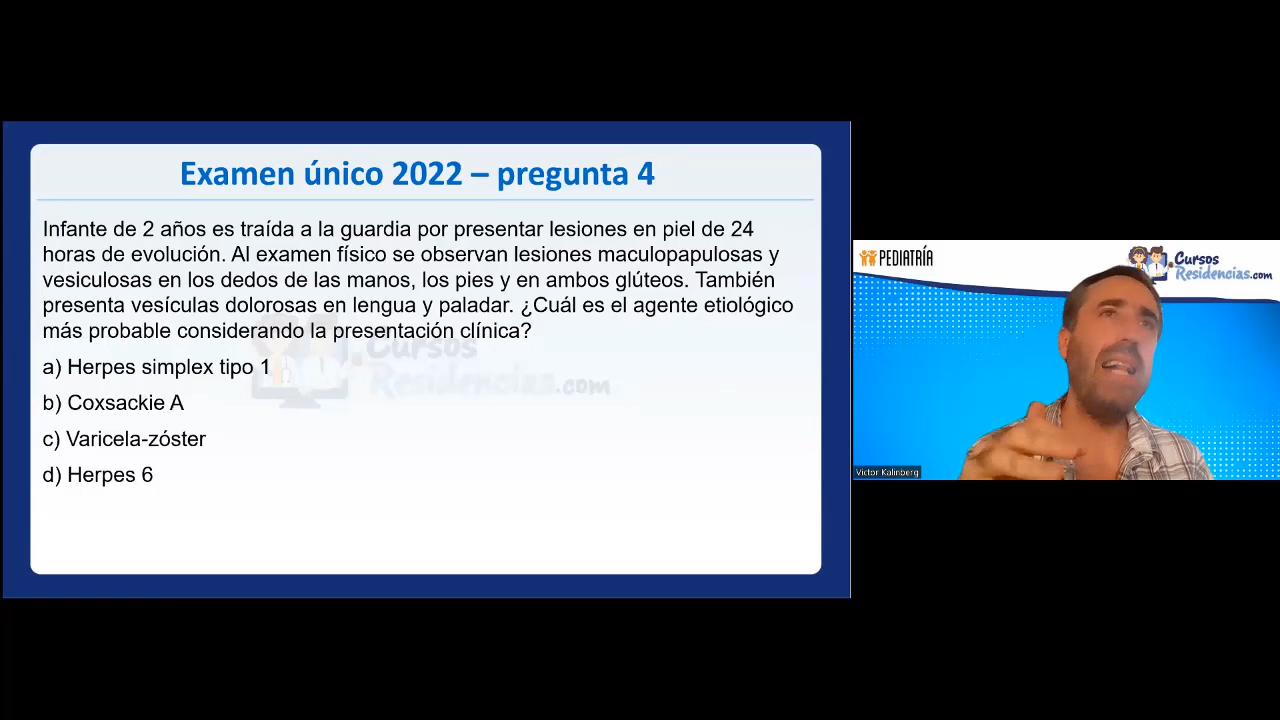 Examen único 2022 – pregunta 4
Infante de 2 años es traída a la guardia por presentar lesiones en piel de 24
horas de evolución. Al examen físico se observan lesiones maculopapulosas y
vesiculosas en los dedos de las manos, los pies y en ambos glúteos. También
presenta vesículas dolorosas en lengua y paladar. ¿Cuál es el agente etiológico
más probable considerando la presentación clínica?
a) Herpes simplex tipo 1
b) Coxsackie A
c) Varicela-zóster
d) Herpes 6
Cursos
Residencias.com
PEDIATRÍA
Cursos
Residencias.com
Victor Kalinberg